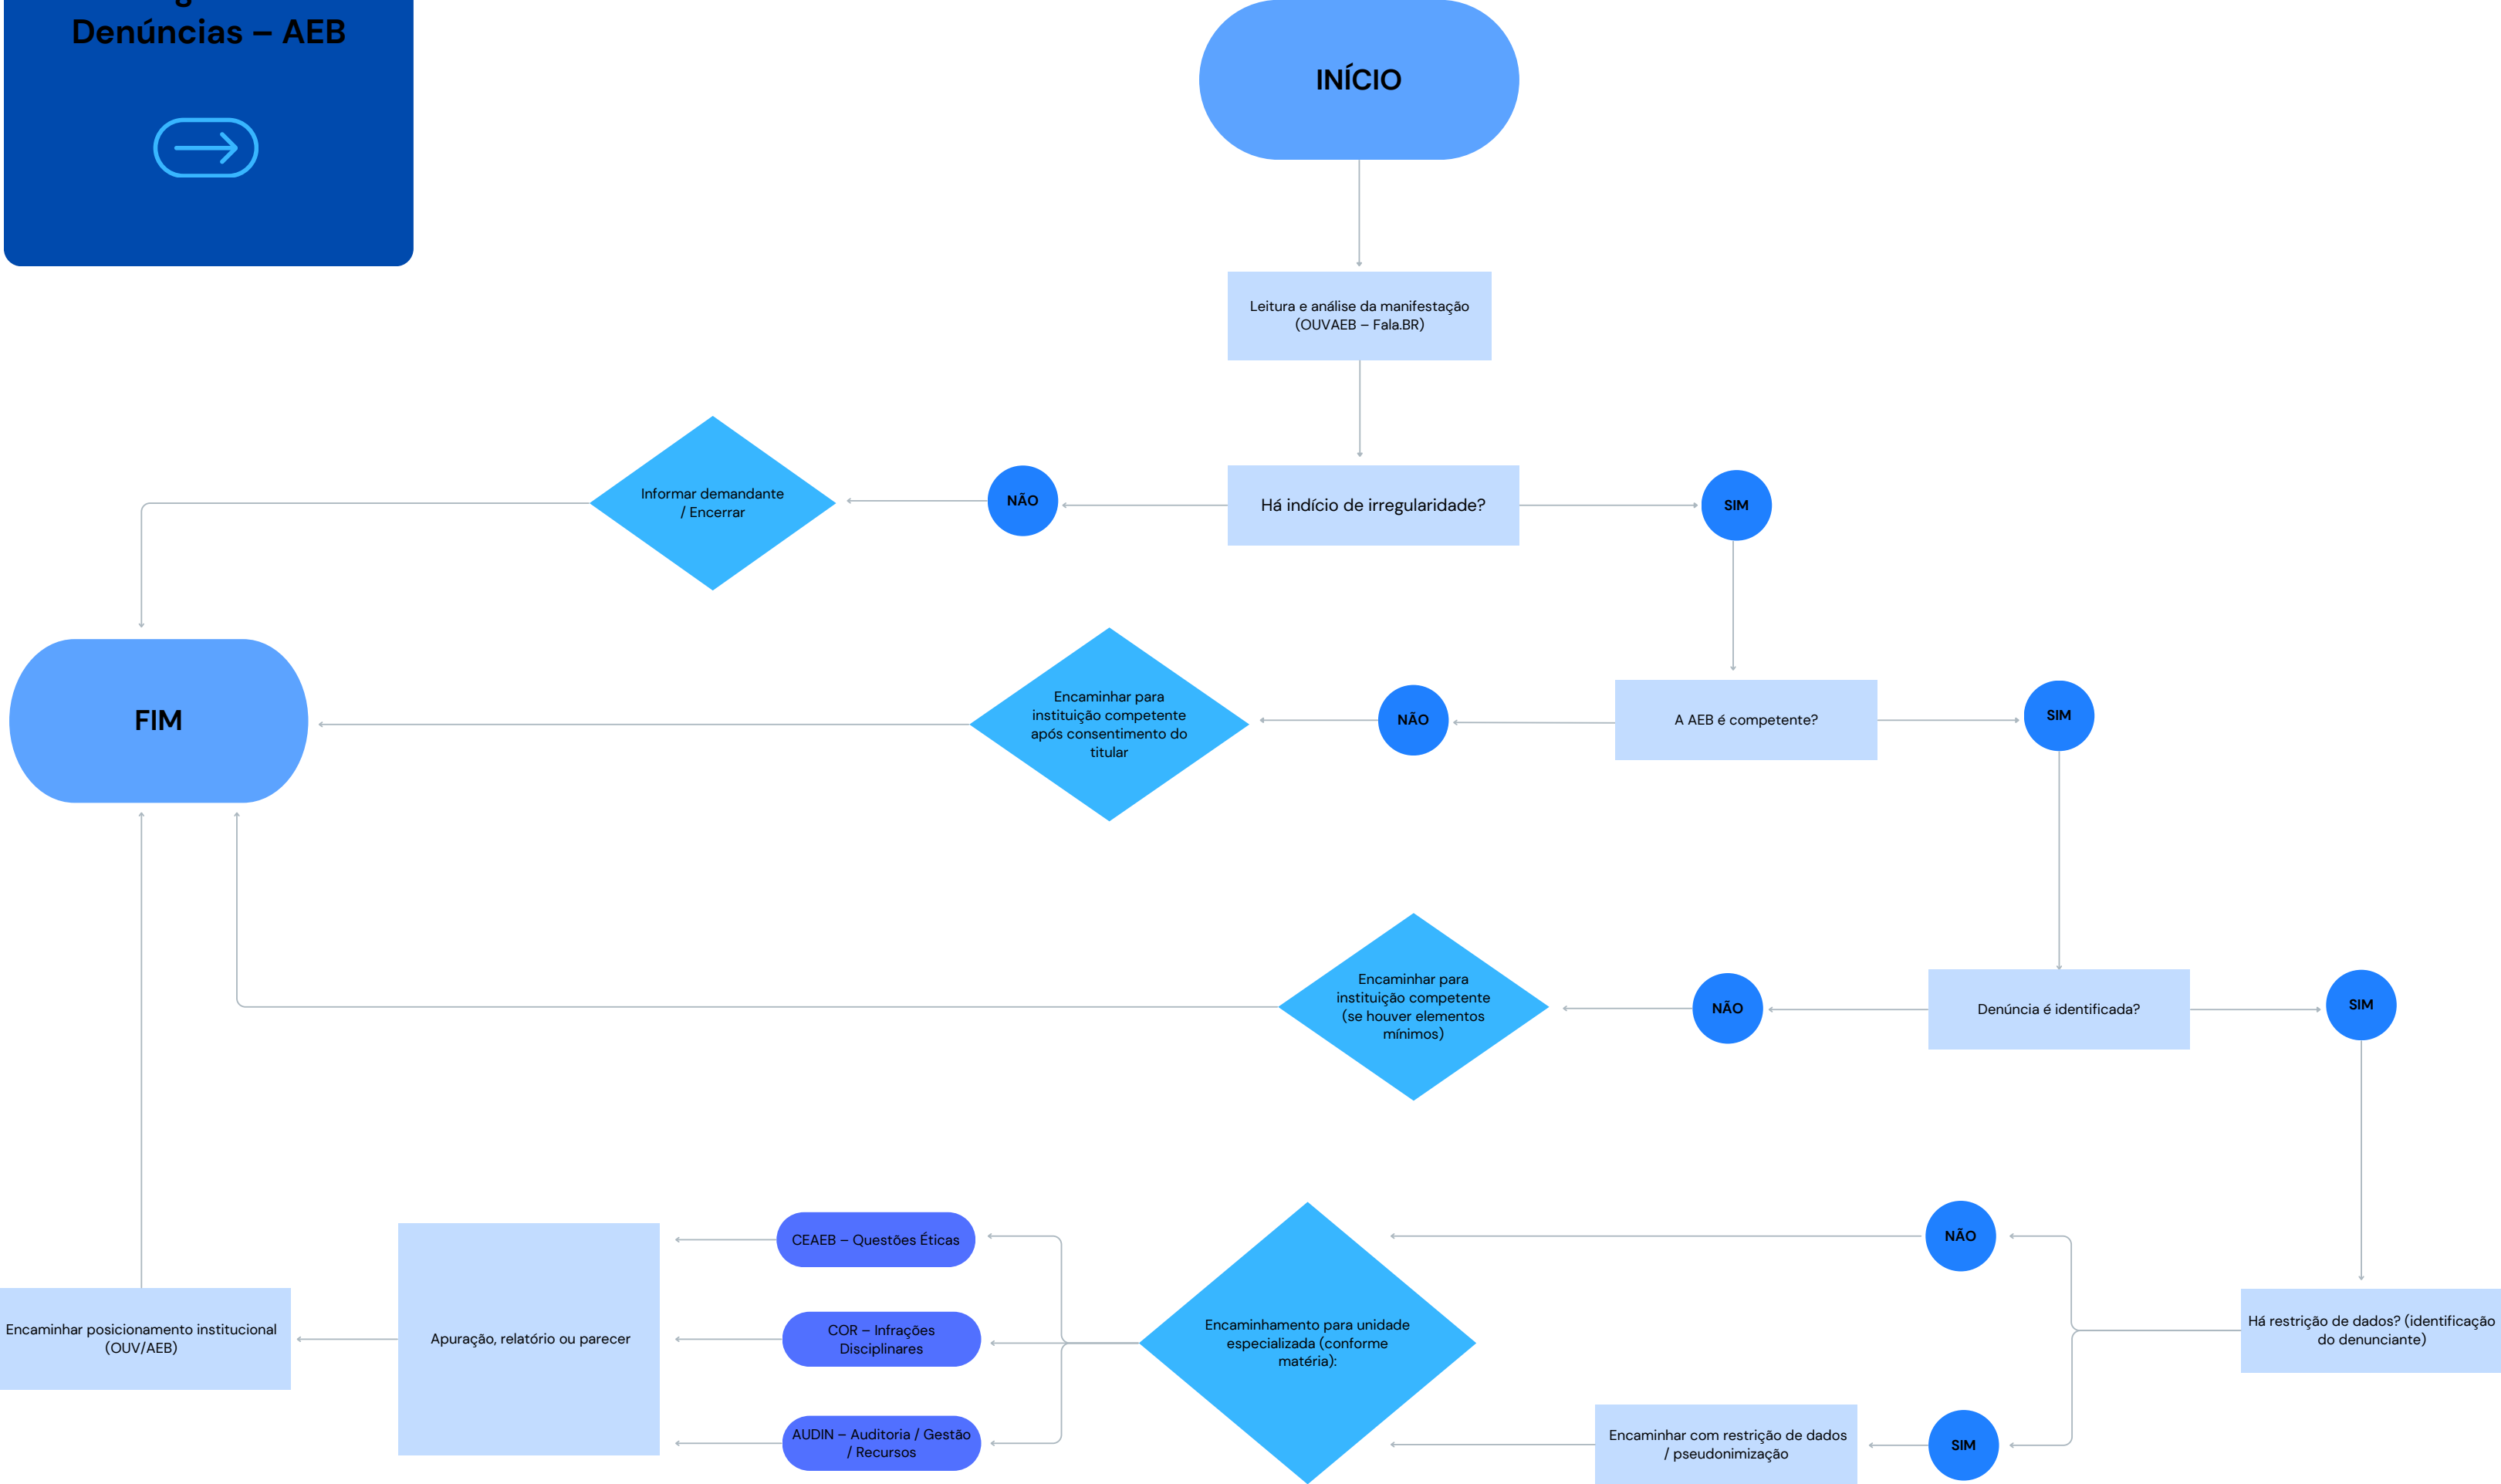 Denúncias – AEB
INÍCIO
Leitura e análise da manifestação
(OUVAEB – Fala.BR)
Informar demandante
/ Encerrar
NÃO
Há indício de irregularidade?
SIM
FIM
Encaminhar para
instituição competente
após consentimento do
titular
NÃO
A AEB é competente?
SIM
Encaminhar para
instituição competente
(se houver elementos
mínimos)
NÃO
Denúncia é identificada?
SIM
NÃO
Há restrição de dados? (identificação
do denunciante)
SIM
Encaminhar com restrição de dados
/ pseudonimização
Encaminhamento para unidade
especializada (conforme
matéria):
CEAEB – Questões Éticas
COR – Infrações
Disciplinares
AUDIN – Auditoria / Gestão
/ Recursos
Apuração, relatório ou parecer
Encaminhar posicionamento institucional
(OUV/AEB)